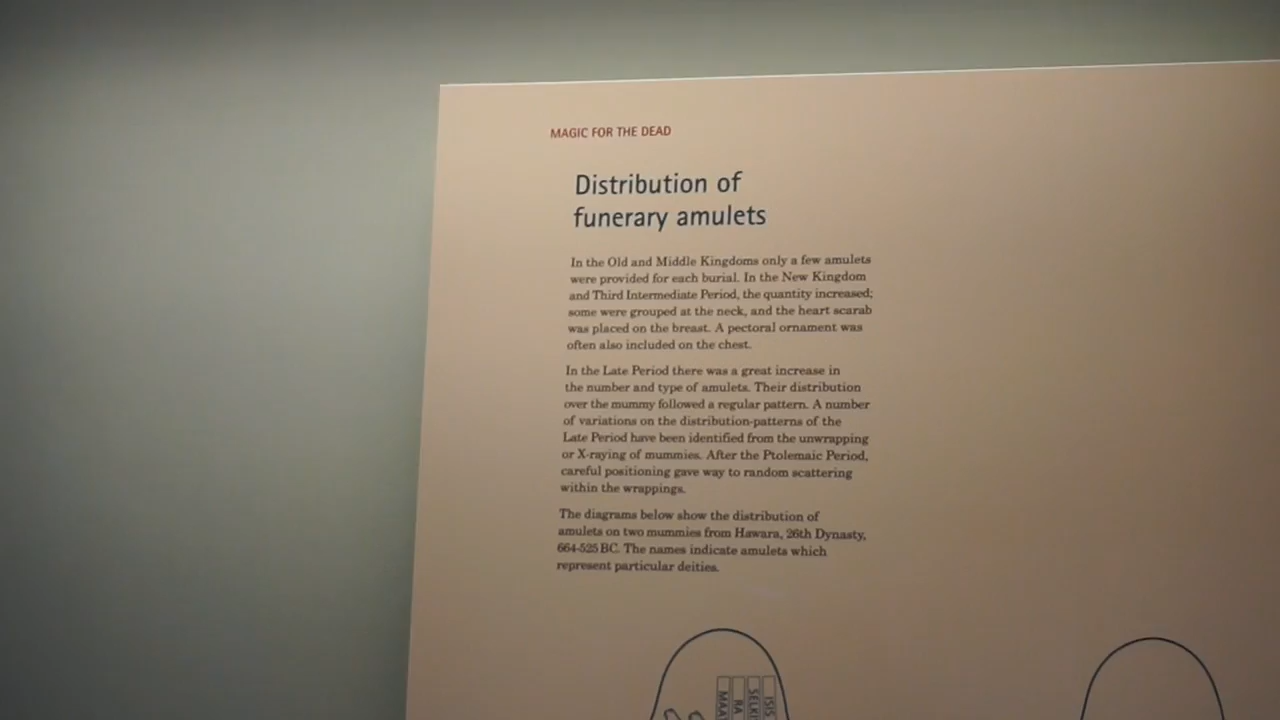 MAGIC FOR THE DEAD
Distribution of
funerary amulets
In the Old and Middle Kingdoms only a few amulets
were provided for each burial. In the New Kingdom
and Third Intermediate Period, the quantity increased;
some were grouped at the neck, and the heart scarab
was placed on the breast. A pectoral ornament was
often also included on the chest.
In the Late Period there was a great increase in
the number and type of amulets. Their distribution
over the mummy followed a regular pattern. A number
of variations on the distribution-patterns of the
Late Period have been identified from the unwrapping
or X-raying of mummies. After the Ptolemaic Period,
careful positioning gave way to random scattering
within the wrappings.
The diagrams below show the distribution of
amulets on two mummies from Hawara, 26th Dynasty,
664-525 BC. The names indicate amulets which
represent particular deities.
MAA
RA
SELKI
ISIS